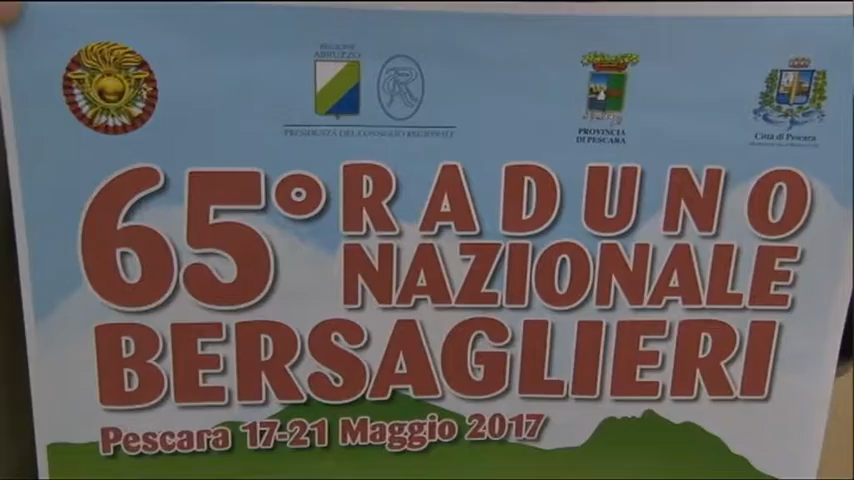 REGIONE
ABRUZZO
PRESIDENZA DEL CONSIGLIO REGIONALE
PROVINCIA
DI PESCARA
Città di Pescara
65° RADUNO
NAZIONALE
BERSAGLIERI
Pescara 17-21 Maggio 2017